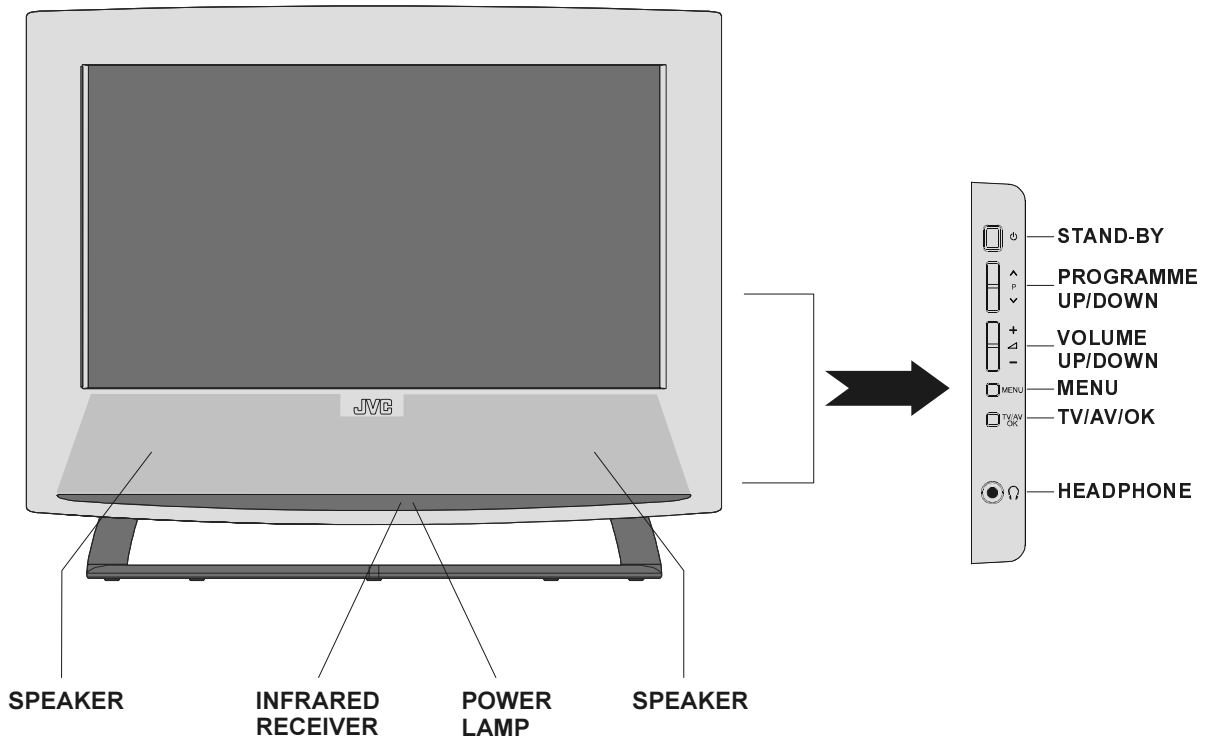 JVC
STAND-BY
P
PROGRAMME
UP/DOWN
VOLUME
UP/DOWN
MENU
MENU
TV/AV
OK
TV/AV/OK
HEADPHONE
SPEAKER
INFRARED
RECEIVER
POWER
LAMP
SPEAKER